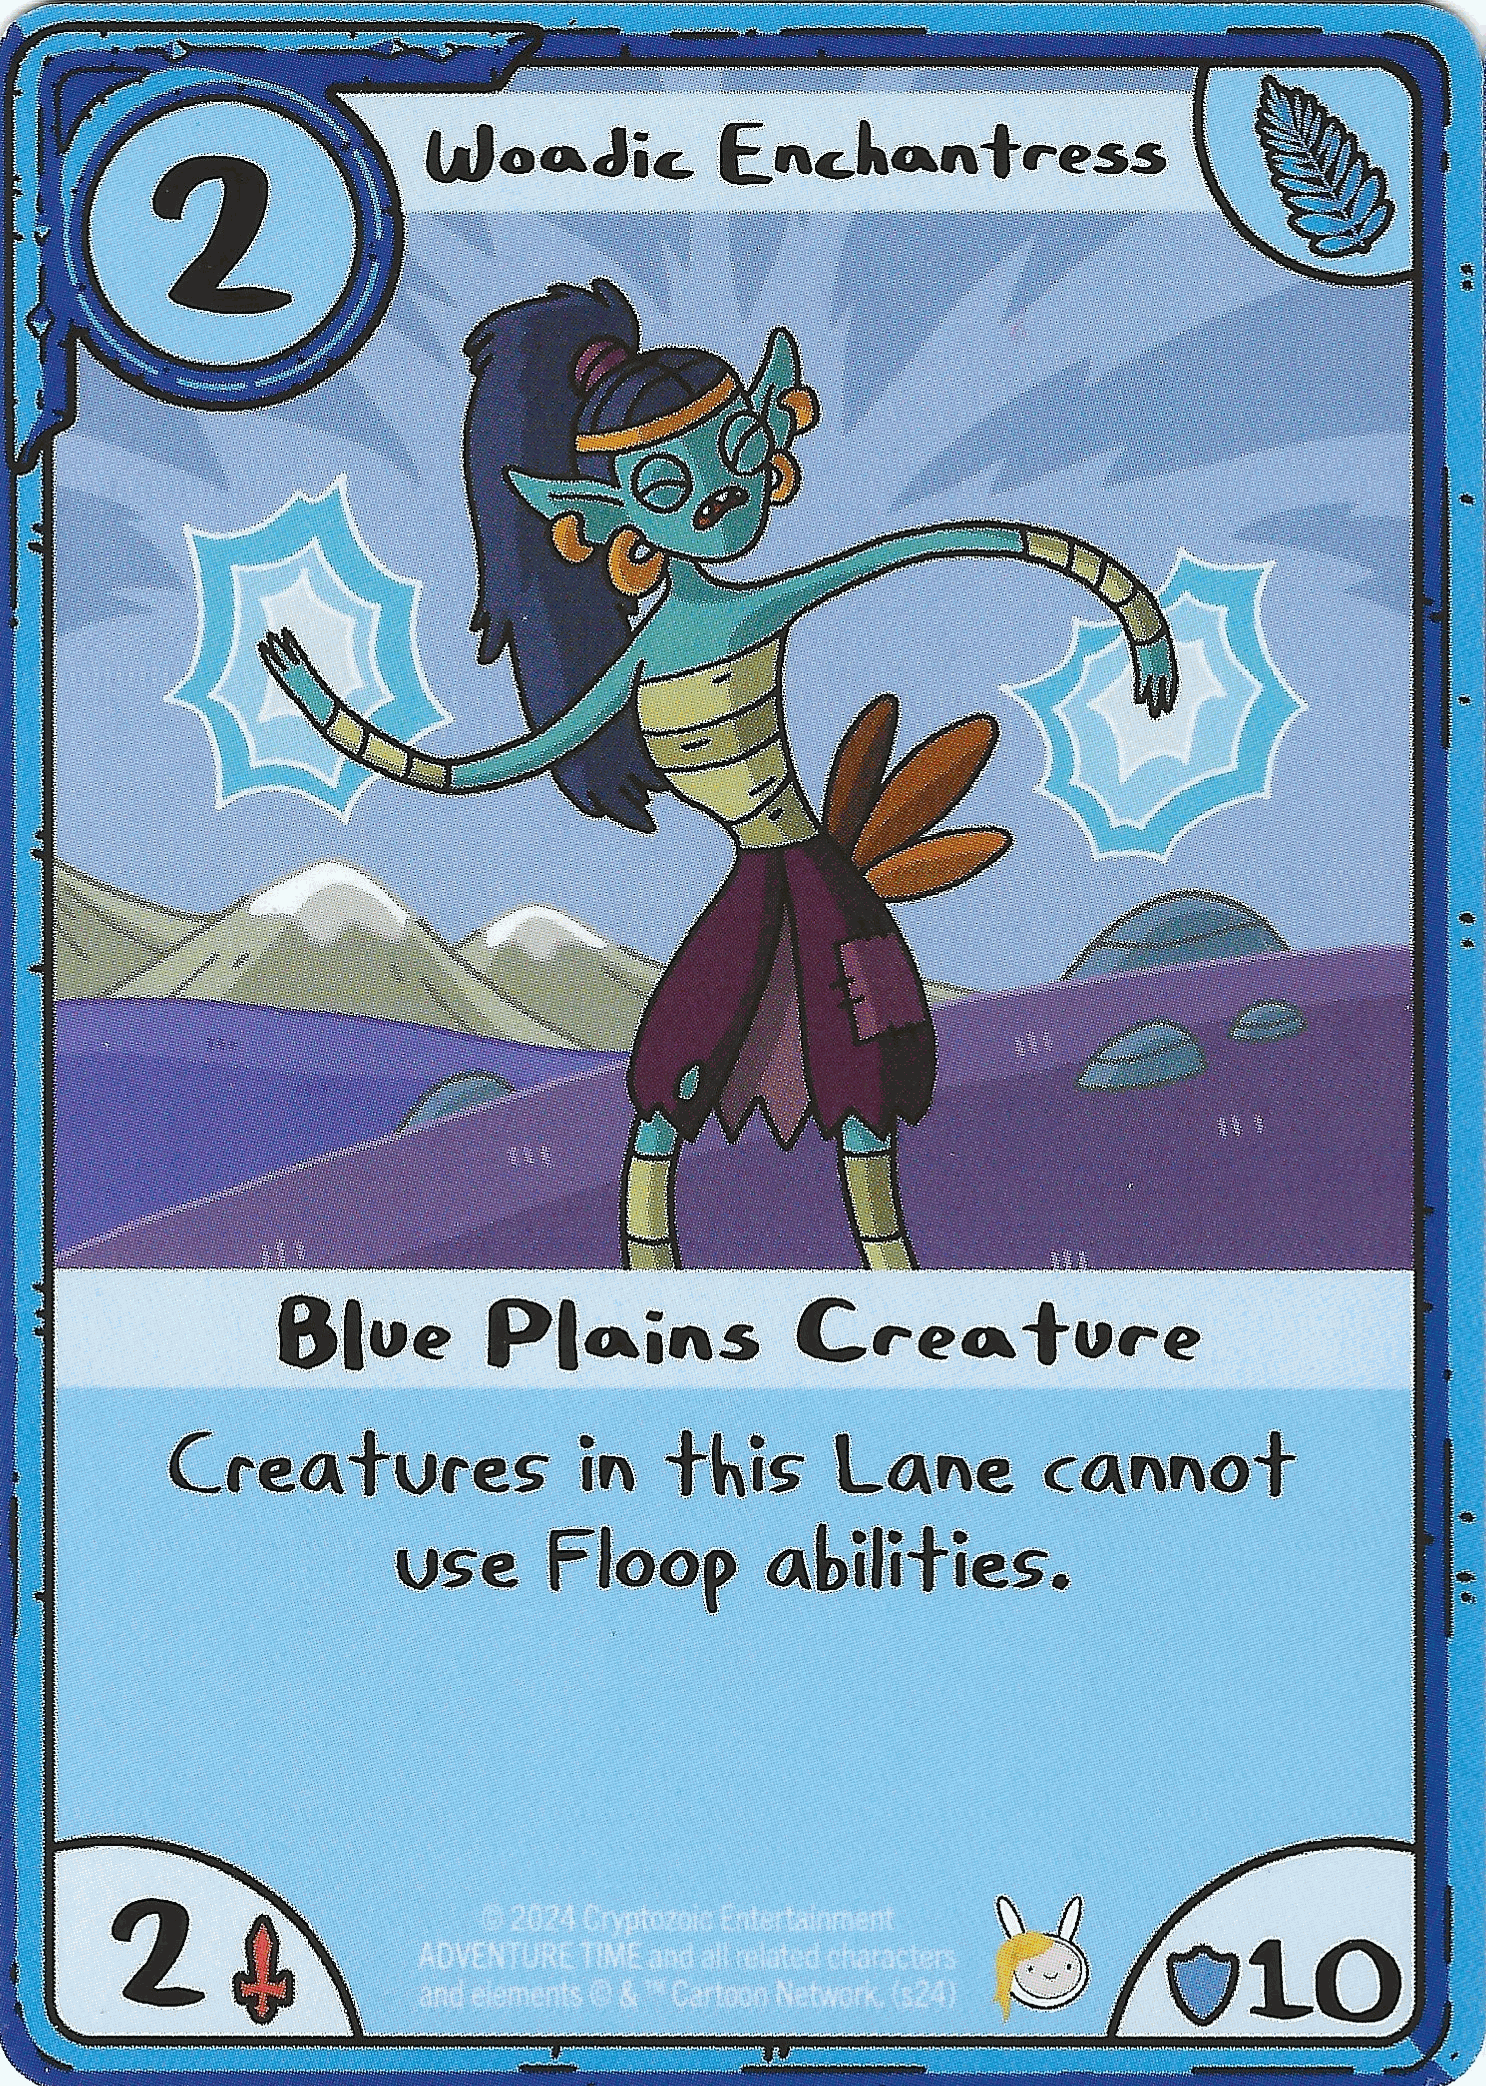 2
Woadic Enchantress
Blue Plains Creature
Creatures in this Lane cannot
use Floop abilities.
2
© 2024 Cryptozoic Entertainment
ADVENTURE TIME and all related characters
and elements © & ™ Cartoon Network. (s24)
10